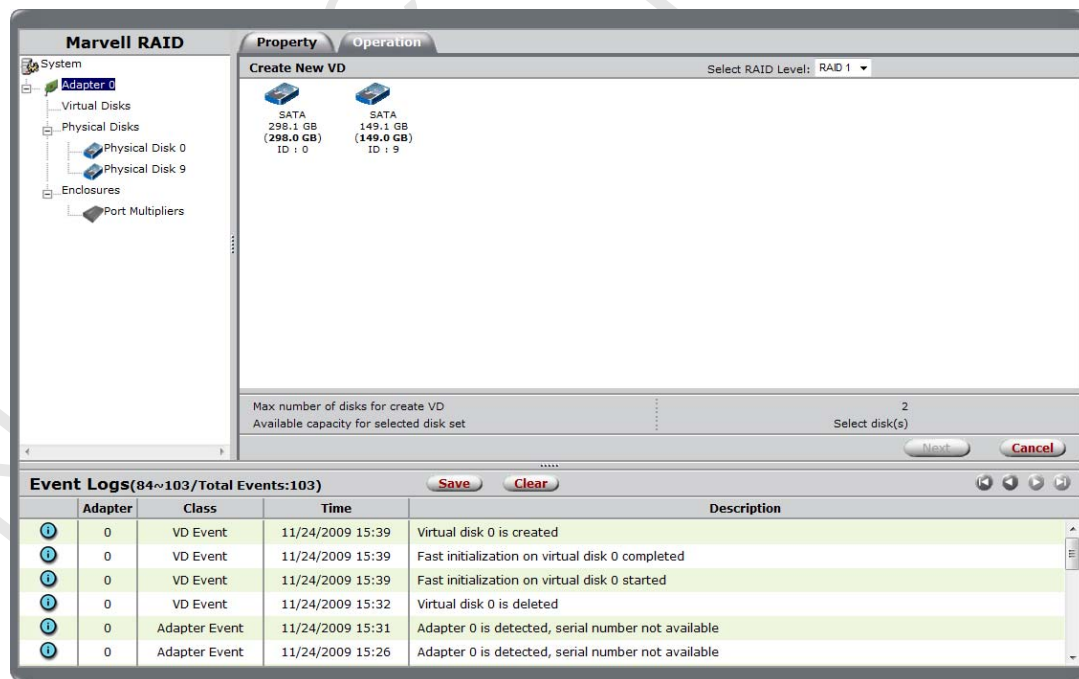 Marvell RAID
Property Operation
System
Adapter 0
Virtual Disks
Physical Disks
Physical Disk 0
Physical Disk 9
Enclosures
Port Multipliers
Create New VD Select RAID Level: RAID 1
SATA SATA
298.1 GB 149.1 GB
(298.0 GB) (149.0 GB)
ID : 0 ID : 9
Max number of disks for create VD 2
Available capacity for selected disk set Select disk(s)
Next Cancel
Event Logs(84~103/Total Events:103) Save Clear
Adapter Class Time Description
0 VD Event 11/24/2009 15:39 Virtual disk 0 is created
0 VD Event 11/24/2009 15:39 Fast initialization on virtual disk 0 completed
0 VD Event 11/24/2009 15:39 Fast initialization on virtual disk 0 started
0 VD Event 11/24/2009 15:32 Virtual disk 0 is deleted
0 Adapter Event 11/24/2009 15:31 Adapter 0 is detected, serial number not available
0 Adapter Event 11/24/2009 15:26 Adapter 0 is detected, serial number not available